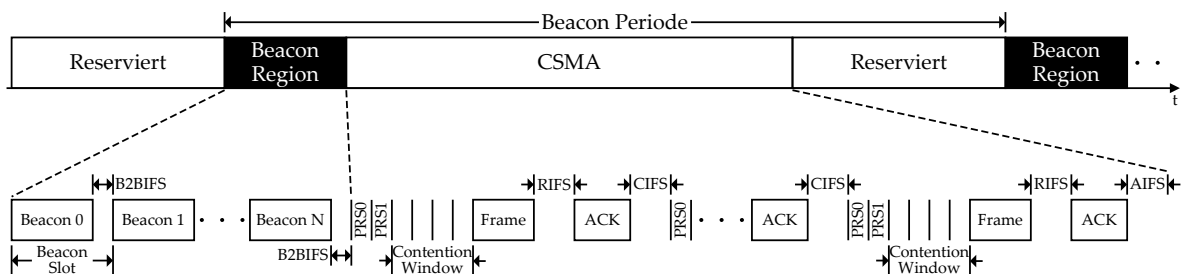 Beacon Periode
Reserviert
Beacon
Region
CSMA
Reserviert
Beacon
Region
t
B2BIFS
RIFS
CIFS
CIFS
RIFS
AIFS
Beacon 0
Beacon 1
Beacon N
PRS0
PRS1
Frame
ACK
PRS0
ACK
PRS0
PRS1
Frame
ACK
Beacon
Slot
B2BIFS
Contention
Window
Contention
Window